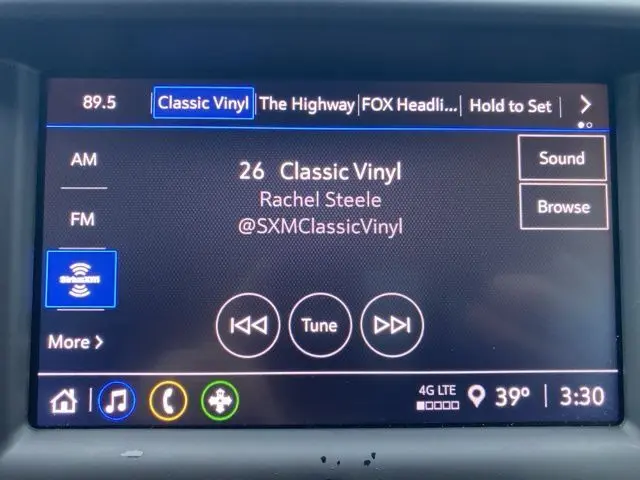 89.5
Classic Vinyl
The Highway
FOX Headli...
Hold to Set
AM
26 Classic Vinyl
Sound
Rachel Steele
Browse
FM
@SXMClassicVinyl
SiriusXM
Tune
More
4G LTE
39°
3:30